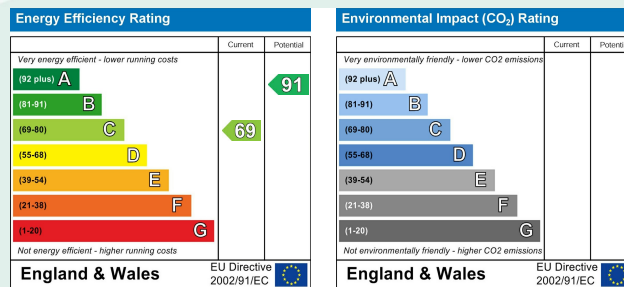 Energy Efficiency Rating
Current Potential
Very energy efficient - lower running costs
(92 plus) A
91
(81-91) B
(69-80) C
69
(55-68) D
(39-54) E
(21-38) F
(1-20) G
Not energy efficient - higher running costs
England & Wales
EU Directive
2002/91/EC
Environmental Impact (CO2) Rating
Current Potential
Very environmentally friendly - lower CO2 emissions
(92 plus) A
(81-91) B
(69-80) C
(55-68) D
(39-54) E
(21-38) F
(1-20) G
Not environmentally friendly - higher CO2 emissions
England & Wales
EU Directive
2002/91/EC